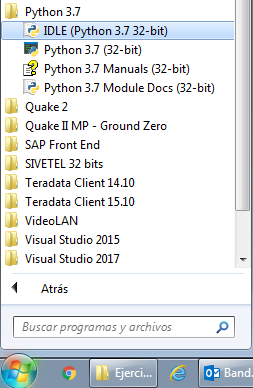 Python 3.7
IDLE (Python 3.7 32-bit)
Python 3.7 (32-bit)
Python 3.7 Manuals (32-bit)
Python 3.7 Module Docs (32-bit)
Quake 2
Quake II MP - Ground Zero
SAP Front End
SIVETEL 32 bits
Teradata Client 14.10
Teradata Client 15.10
VideoLAN
Visual Studio 2015
Visual Studio 2017
Atrás
Buscar programas y archivos
Ejerci...
Band...